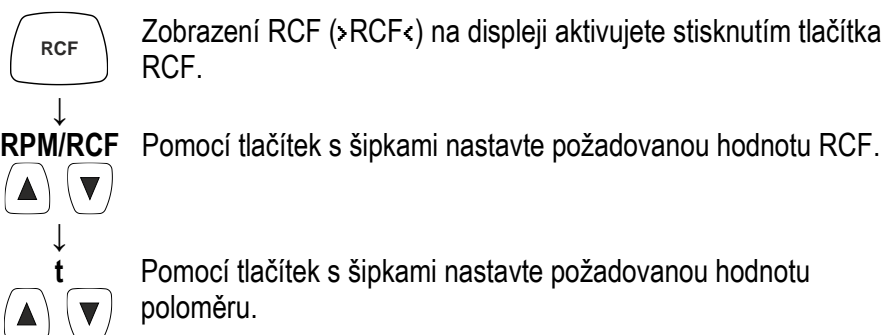 RCF Zobrazení RCF (>RCF<) na displeji aktivujete stisknutím tlačítka
RCF.
↓
RPM/RCF Pomocí tlačítek s šipkami nastavte požadovanou hodnotu RCF.
▲ ▼
↓
t Pomocí tlačítek s šipkami nastavte požadovanou hodnotu
▲ ▼ poloměru.